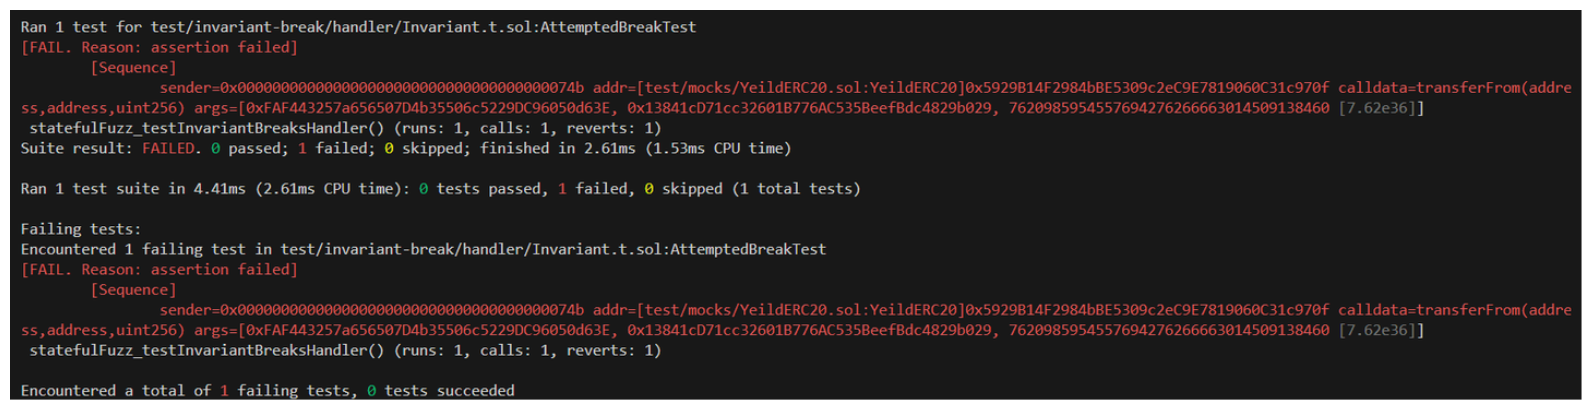 Ran 1 test for test/invariant-break/handler/Invariant.t.sol:AttemptedBreakTest
[FAIL. Reason: assertion failed]
[Sequence]
sender=0x000000000000000000000000000000000000074b addr=[test/mocks/YeildERC20.sol:YeildERC20]0x5929B14F2984bBE5309c2eC9E7819060C31c970f calldata=transferFrom(addre
ss,address,uint256) args=[0xFAF443257a656507D4b35506c5229DC96050d63E, 0x13841cD71cc32601B776AC535BeefBdc4829b029, 7620985954557694276266663014509138460 [7.62e36]]
statefulFuzz_testInvariantBreaksHandler() (runs: 1, calls: 1, reverts: 1)
Suite result: FAILED. 0 passed; 1 failed; 0 skipped; finished in 2.61ms (1.53ms CPU time)
Ran 1 test suite in 4.41ms (2.61ms CPU time): 0 tests passed, 1 failed, 0 skipped (1 total tests)
Failing tests:
Encountered 1 failing test in test/invariant-break/handler/Invariant.t.sol:AttemptedBreakTest
[FAIL. Reason: assertion failed]
[Sequence]
sender=0x000000000000000000000000000000000000074b addr=[test/mocks/YeildERC20.sol:YeildERC20]0x5929B14F2984bBE5309c2eC9E7819060C31c970f calldata=transferFrom(addre
ss,address,uint256) args=[0xFAF443257a656507D4b35506c5229DC96050d63E, 0x13841cD71cc32601B776AC535BeefBdc4829b029, 7620985954557694276266663014509138460 [7.62e36]]
statefulFuzz_testInvariantBreaksHandler() (runs: 1, calls: 1, reverts: 1)
Encountered a total of 1 failing tests, 0 tests succeeded